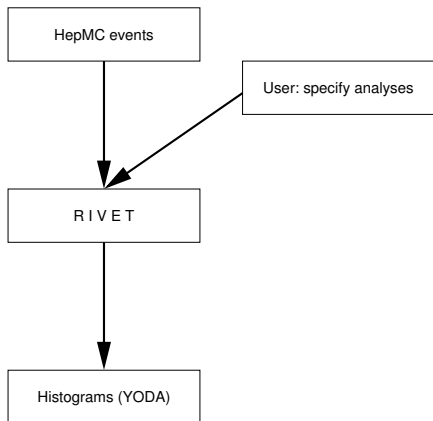 HepMC events
User: specify analyses
R I V E T
Histograms (YODA)